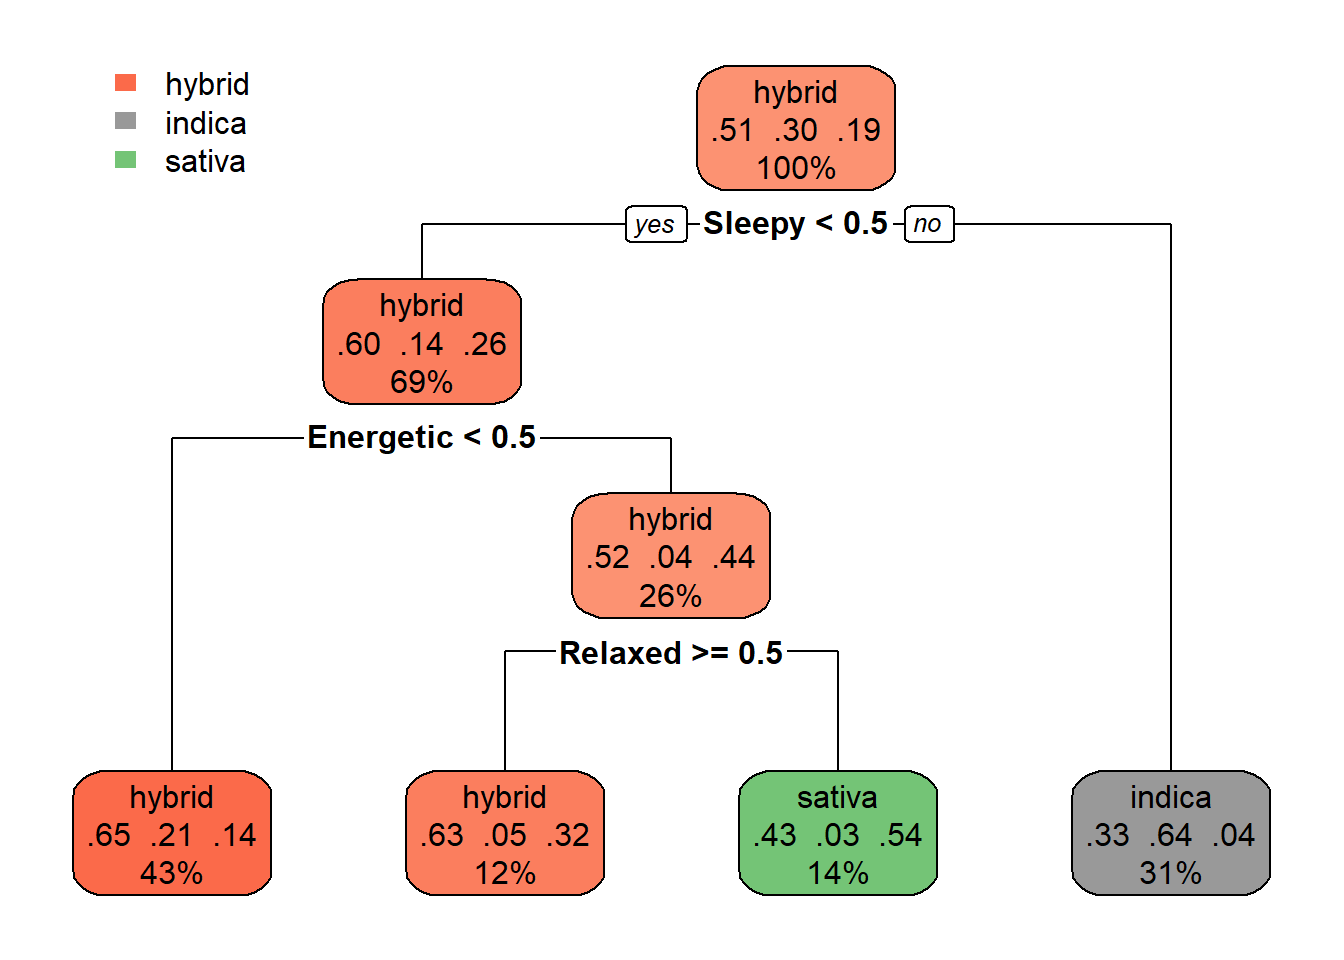 hybrid
indica
sativa
hybrid
.51 .30 .19
100%
yes Sleepy < 0.5 no
hybrid
.60 .14 .26
69%
Energetic < 0.5
hybrid
.52 .04 .44
26%
Relaxed >= 0.5
hybrid
.65 .21 .14
43%
hybrid
.63 .05 .32
12%
sativa
.43 .03 .54
14%
indica
.33 .64 .04
31%